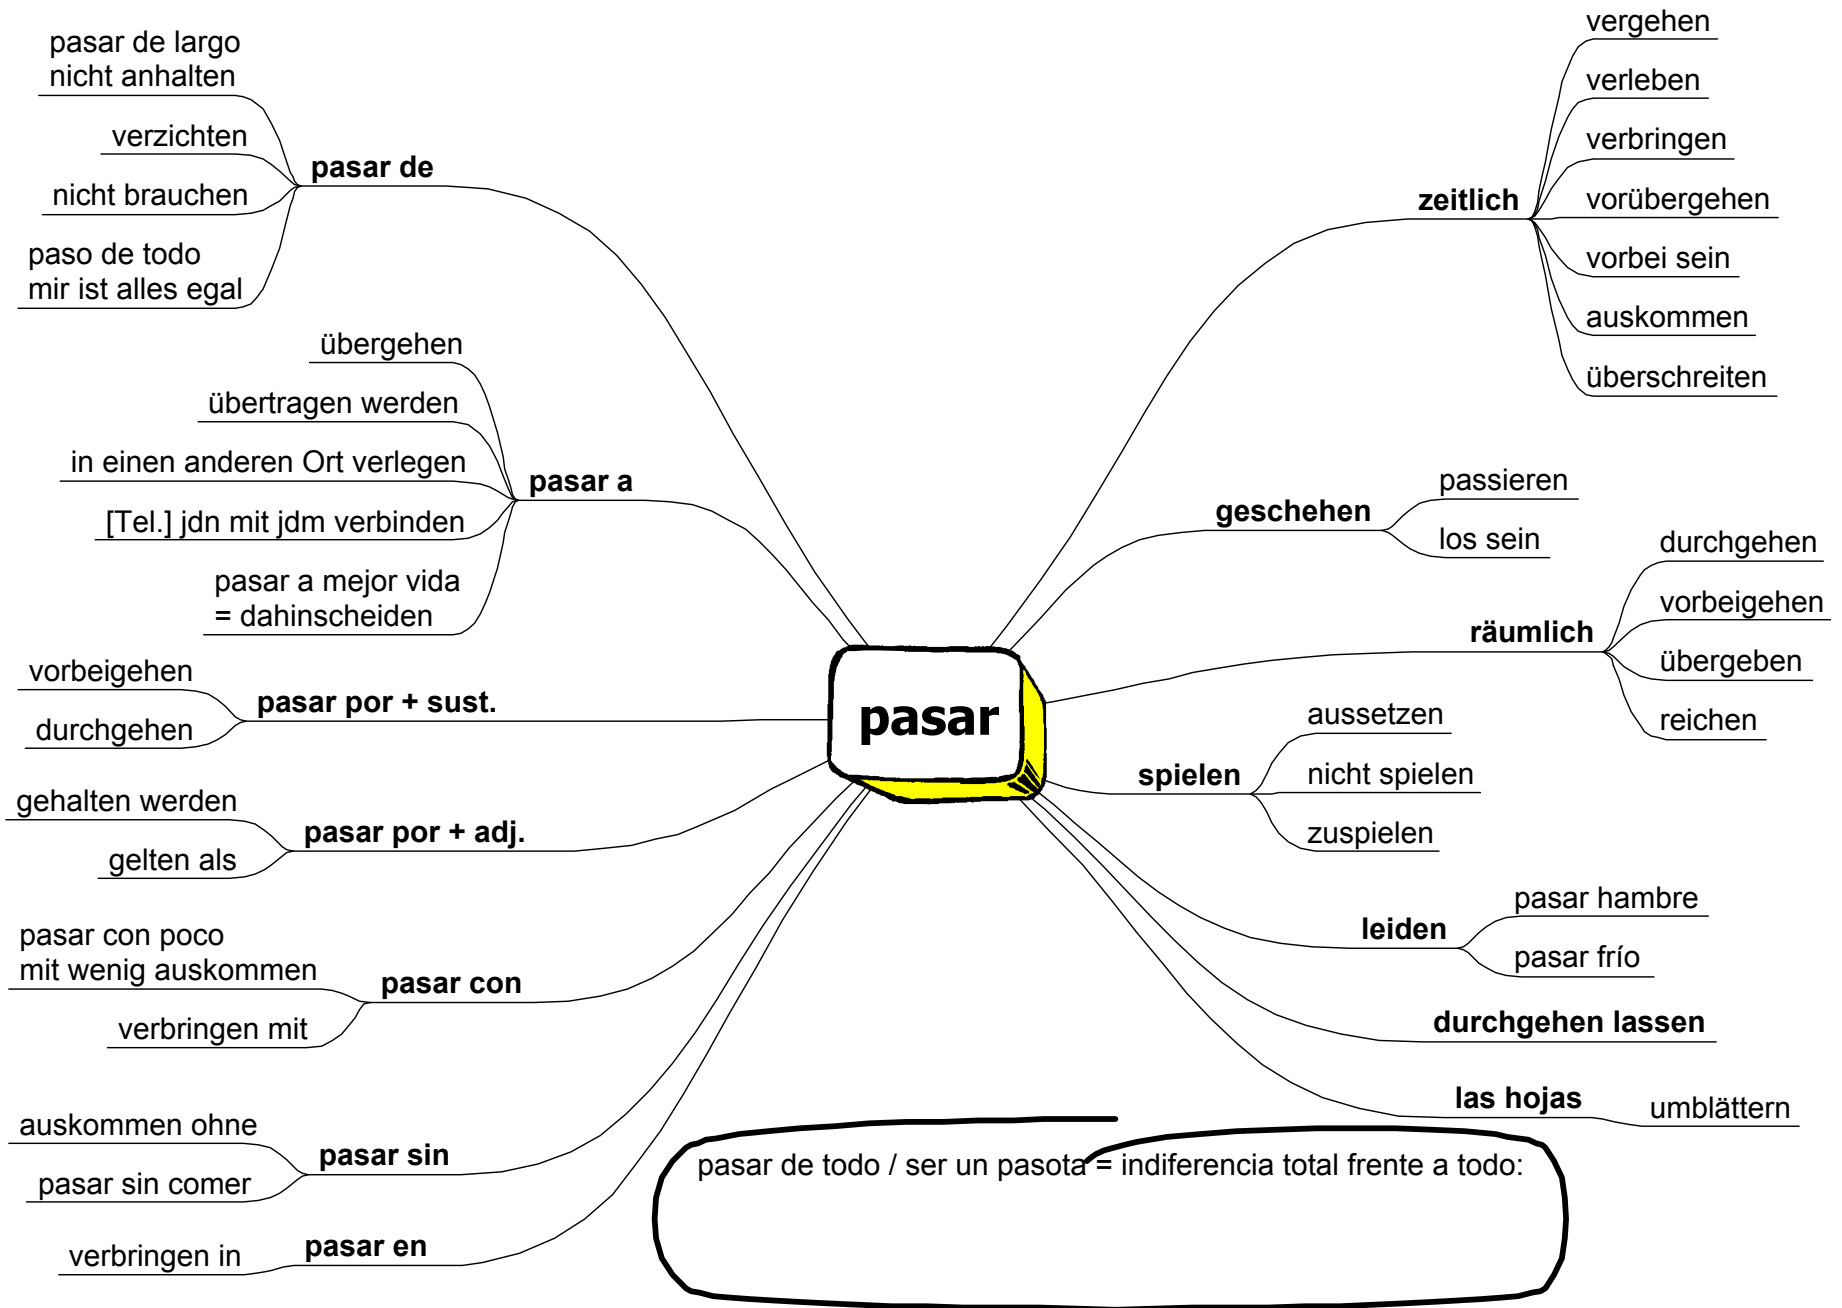 pasar
pasar de
pasar de largo
nicht anhalten
verzichten
nicht brauchen
paso de todo
mir ist alles egal
pasar a
übergehen
übertragen werden
in einen anderen Ort verlegen
[Tel.] jdn mit jdm verbinden
pasar a mejor vida
= dahinscheiden
pasar por + sust.
vorbeigehen
durchgehen
pasar por + adj.
gehalten werden
gelten als
pasar con
pasar con poco
mit wenig auskommen
verbringen mit
pasar sin
auskommen ohne
pasar sin comer
pasar en
verbringen in
zeitlich
vergehen
verleben
verbringen
vorübergehen
vorbei sein
auskommen
überschreiten
geschehen
passieren
los sein
räumlich
durchgehen
vorbeigehen
übergeben
reichen
spielen
aussetzen
nicht spielen
zuspielen
leiden
pasar hambre
pasar frío
durchgehen lassen
las hojas
umblättern
pasar de todo / ser un pasota = indiferencia total frente a todo: